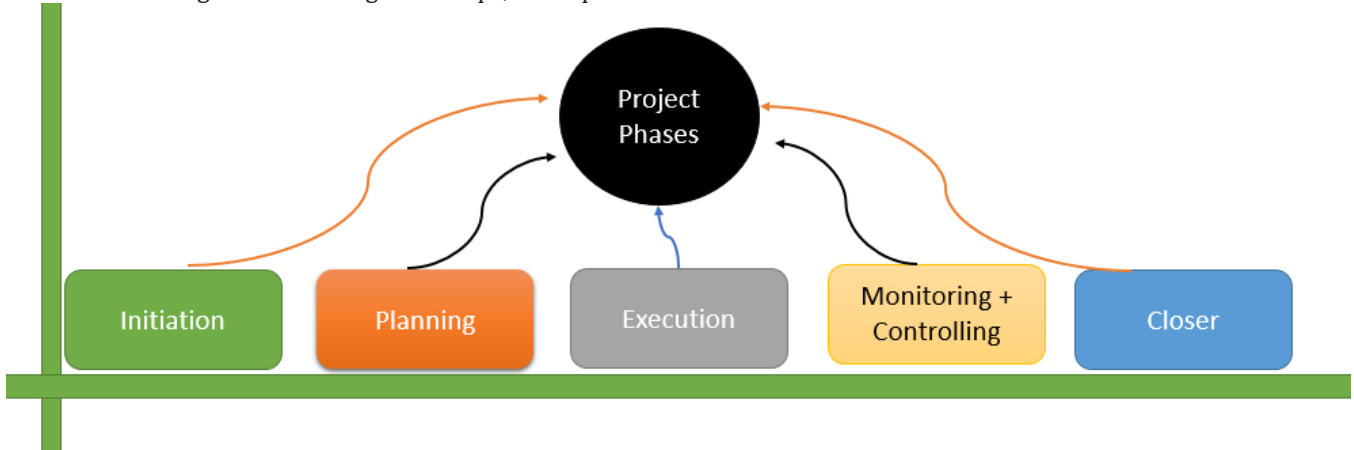 Project
Phases
Initiation
Planning
Execution
Monitoring +
Controlling
Closer